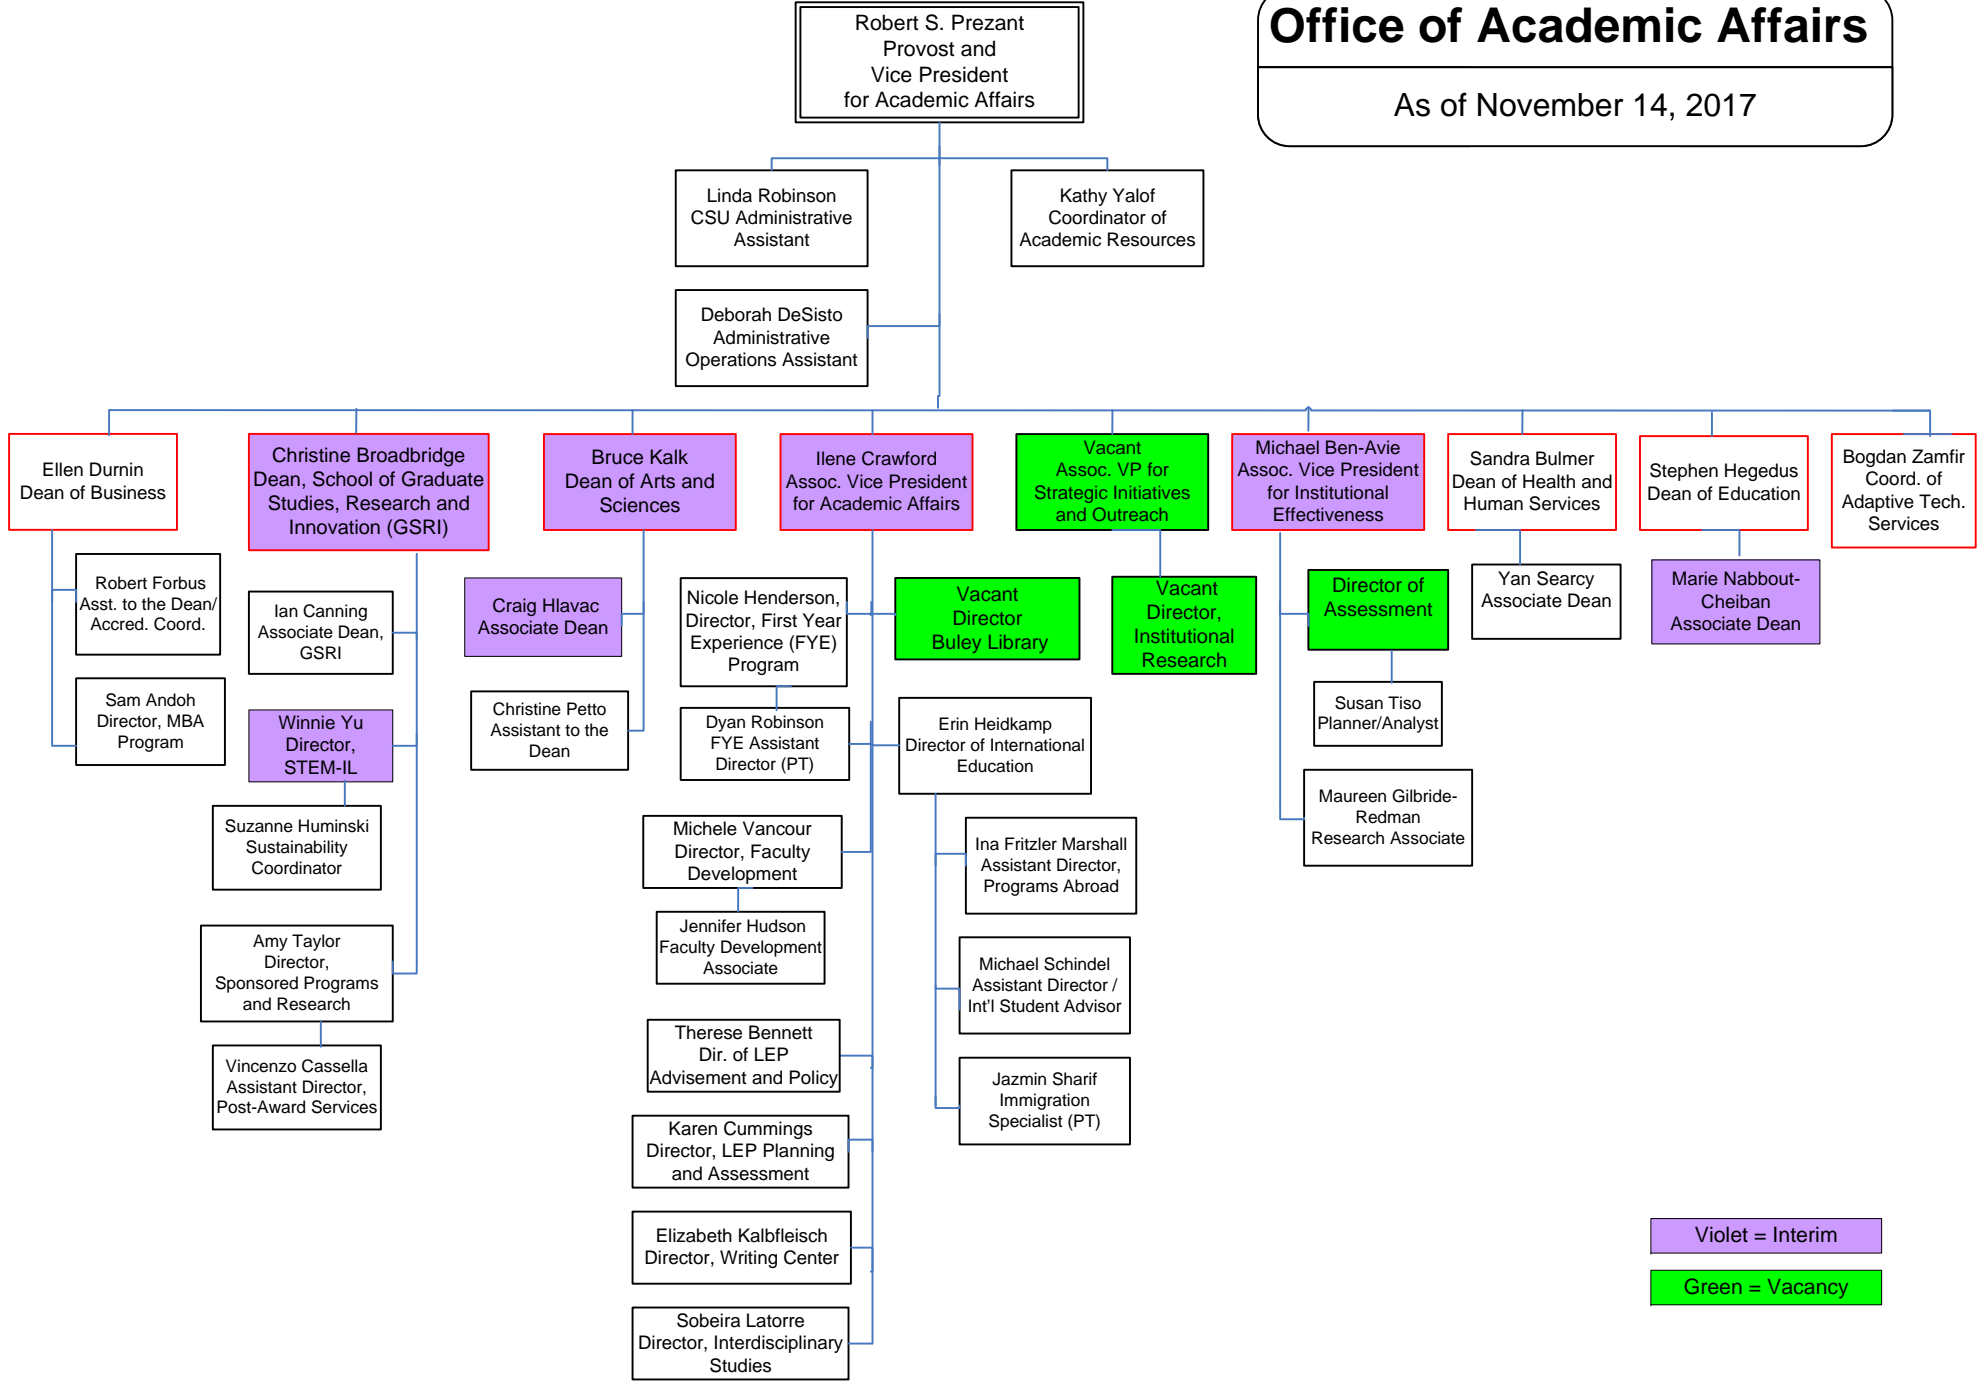 Office of Academic Affairs
As of November 14, 2017
Robert S. Prezant
Provost and
Vice President
for Academic Affairs
Linda Robinson
CSU Administrative
Assistant
Kathy Yalof
Coordinator of
Academic Resources
Deborah DeSisto
Administrative
Operations Assistant
Ellen Durnin
Dean of Business
Christine Broadbridge
Dean, School of Graduate
Studies, Research and
Innovation (GSRI)
Bruce Kalk
Dean of Arts and
Sciences
Ilene Crawford
Assoc. Vice President
for Academic Affairs
Vacant
Assoc. VP for
Strategic Initiatives
and Outreach
Michael Ben-Avie
Assoc. Vice President
for Institutional
Effectiveness
Sandra Bulmer
Dean of Health and
Human Services
Stephen Hegedus
Dean of Education
Bogdan Zamfir
Coord. of
Adaptive Tech.
Services
Robert Forbus
Asst. to the Dean/
Accred. Coord.
Sam Andoh
Director, MBA
Program
Ian Canning
Associate Dean,
GSRI
Winnie Yu
Director,
STEM-IL
Suzanne Huminski
Sustainability
Coordinator
Amy Taylor
Director,
Sponsored Programs
and Research
Vincenzo Cassella
Assistant Director,
Post-Award Services
Craig Hlavac
Associate Dean
Christine Petto
Assistant to the
Dean
Nicole Henderson,
Director, First Year
Experience (FYE)
Program
Dyan Robinson
FYE Assistant
Director (PT)
Michele Vancour
Director, Faculty
Development
Jennifer Hudson
Faculty Development
Associate
Therese Bennett
Dir. of LEP
Advisement and Policy
Karen Cummings
Director, LEP Planning
and Assessment
Elizabeth Kalbfleisch
Director, Writing Center
Sobeira Latorre
Director, Interdisciplinary
Studies
Vacant
Director
Buley Library
Erin Heidkamp
Director of International
Education
Ina Fritzler Marshall
Assistant Director,
Programs Abroad
Michael Schindel
Assistant Director /
Int'l Student Advisor
Jazmin Sharif
Immigration
Specialist (PT)
Vacant
Director,
Institutional
Research
Director of
Assessment
Susan Tiso
Planner/Analyst
Maureen Gilbride-
Redman
Research Associate
Yan Searcy
Associate Dean
Marie Nabbout-
Cheiban
Associate Dean
Violet = Interim
Green = Vacancy